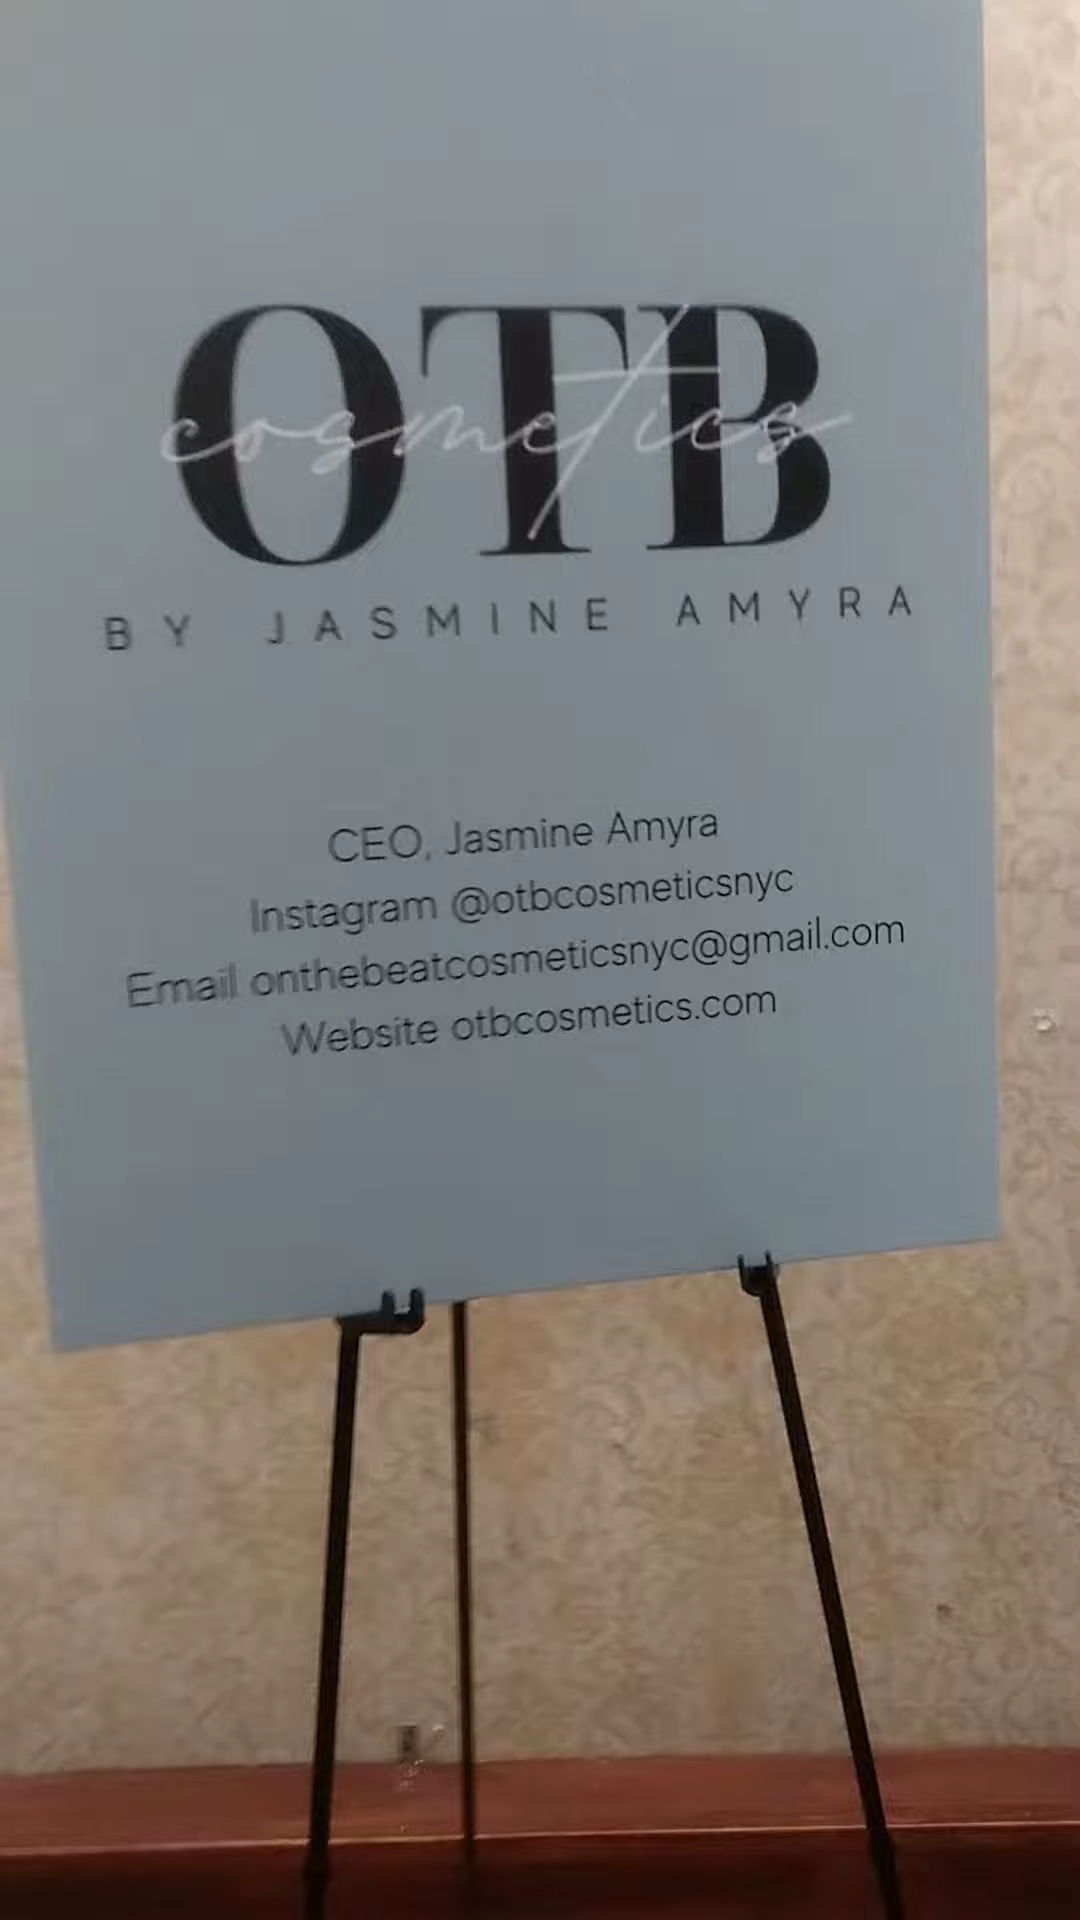 OTB
cosmetics
BY JASMINE AMYRA
CEO, Jasmine Amyra
Instagram @otbcosmeticsnyc
Email onthebeatcosmeticsnyc@gmail.com
Website otbcosmetics.com